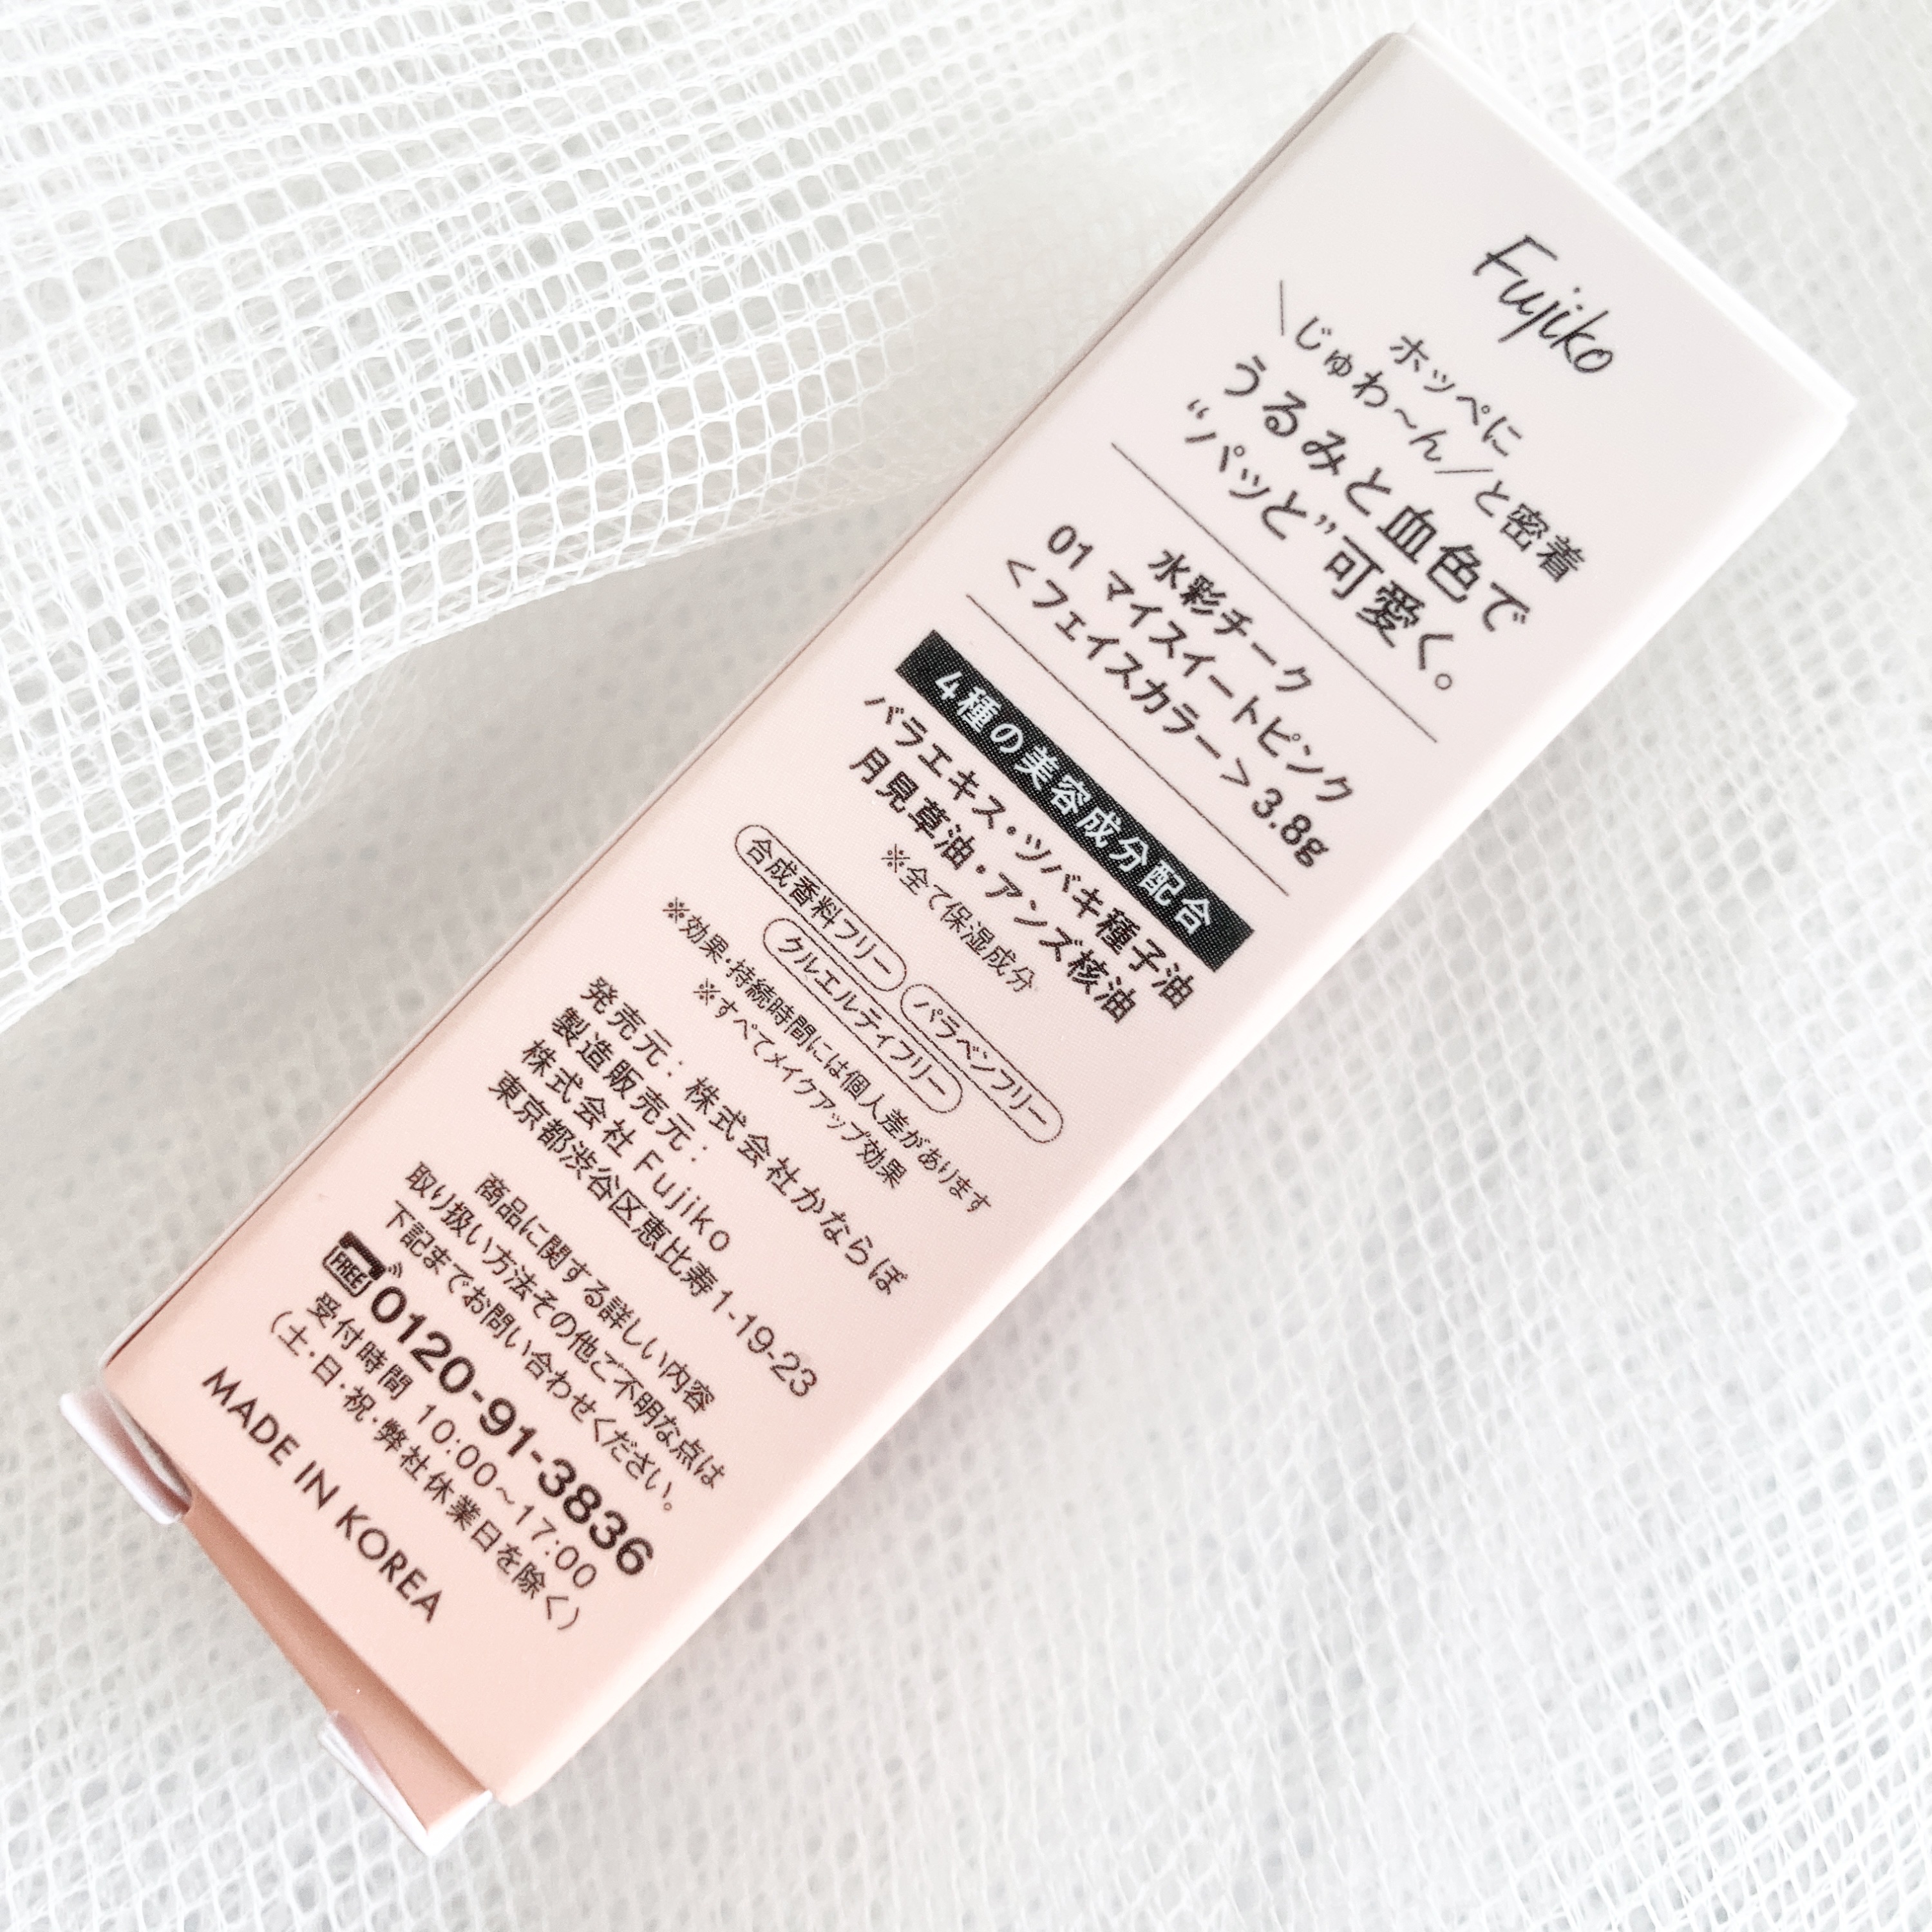 Fujiko
ホッペに
＼じゅわ～ん／と密着
うるみと血色で
“パッと”可愛く。
水彩チーク
01 マイスイートピンク
<フェイスカラー> 3.8g
4種の美容成分配合
バラエキス・ツバキ種子油
月見草油・アンズ核油
※全て保湿成分
合成香料フリー パラベンフリー
クルエルティフリー
※効果・持続時間には個人差があります
※すべてメイクアップ効果
発売元：株式会社かならぼ
製造販売元：
株式会社 Fujiko
東京都渋谷区恵比寿1-19-23
商品に関する詳しい内容
取り扱い方法その他ご不明な点は
下記までお問い合わせください。
FREE 0120-91-3836
受付時間 10:00～17:00
(土・日・祝・弊社休業日を除く)
MADE IN KOREA